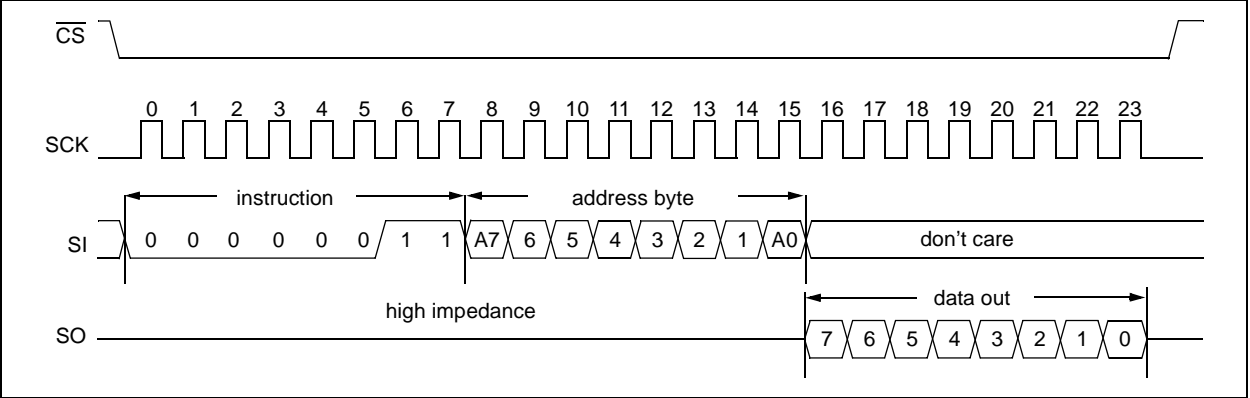 CS
0 1 2 3 4 5 6 7 8 9 10 11 12 13 14 15 16 17 18 19 20 21 22 23
SCK
instruction address byte
SI 0 0 0 0 0 0 1 1 A7 6 5 4 3 2 1 A0 don't care
high impedance data out
SO 7 6 5 4 3 2 1 0